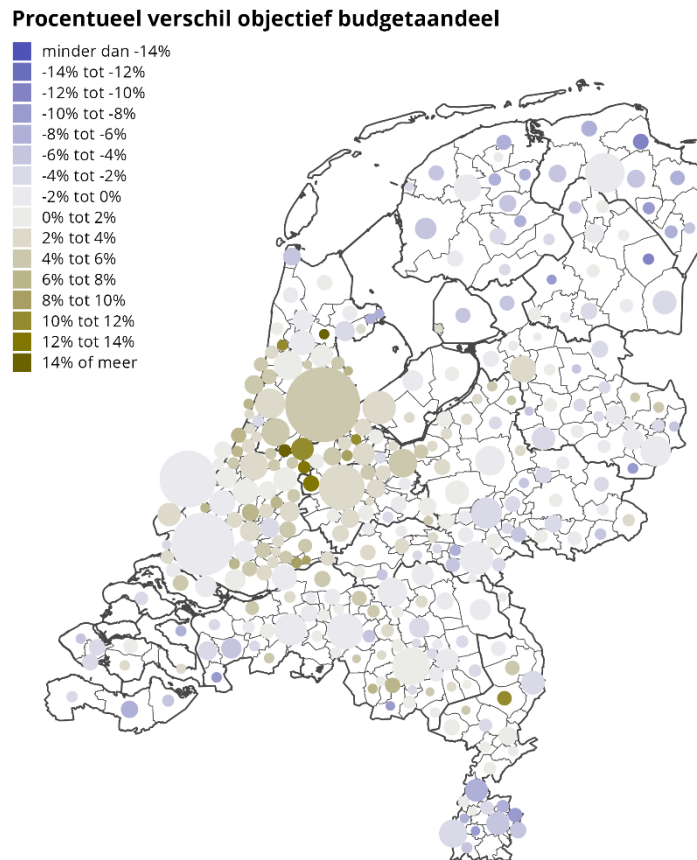 Procentueel verschil objectief budgetaandeel
minder dan -14%
-14% tot -12%
-12% tot -10%
-10% tot -8%
-8% tot -6%
-6% tot -4%
-4% tot -2%
-2% tot 0%
0% tot 2%
2% tot 4%
4% tot 6%
6% tot 8%
8% tot 10%
10% tot 12%
12% tot 14%
14% of meer